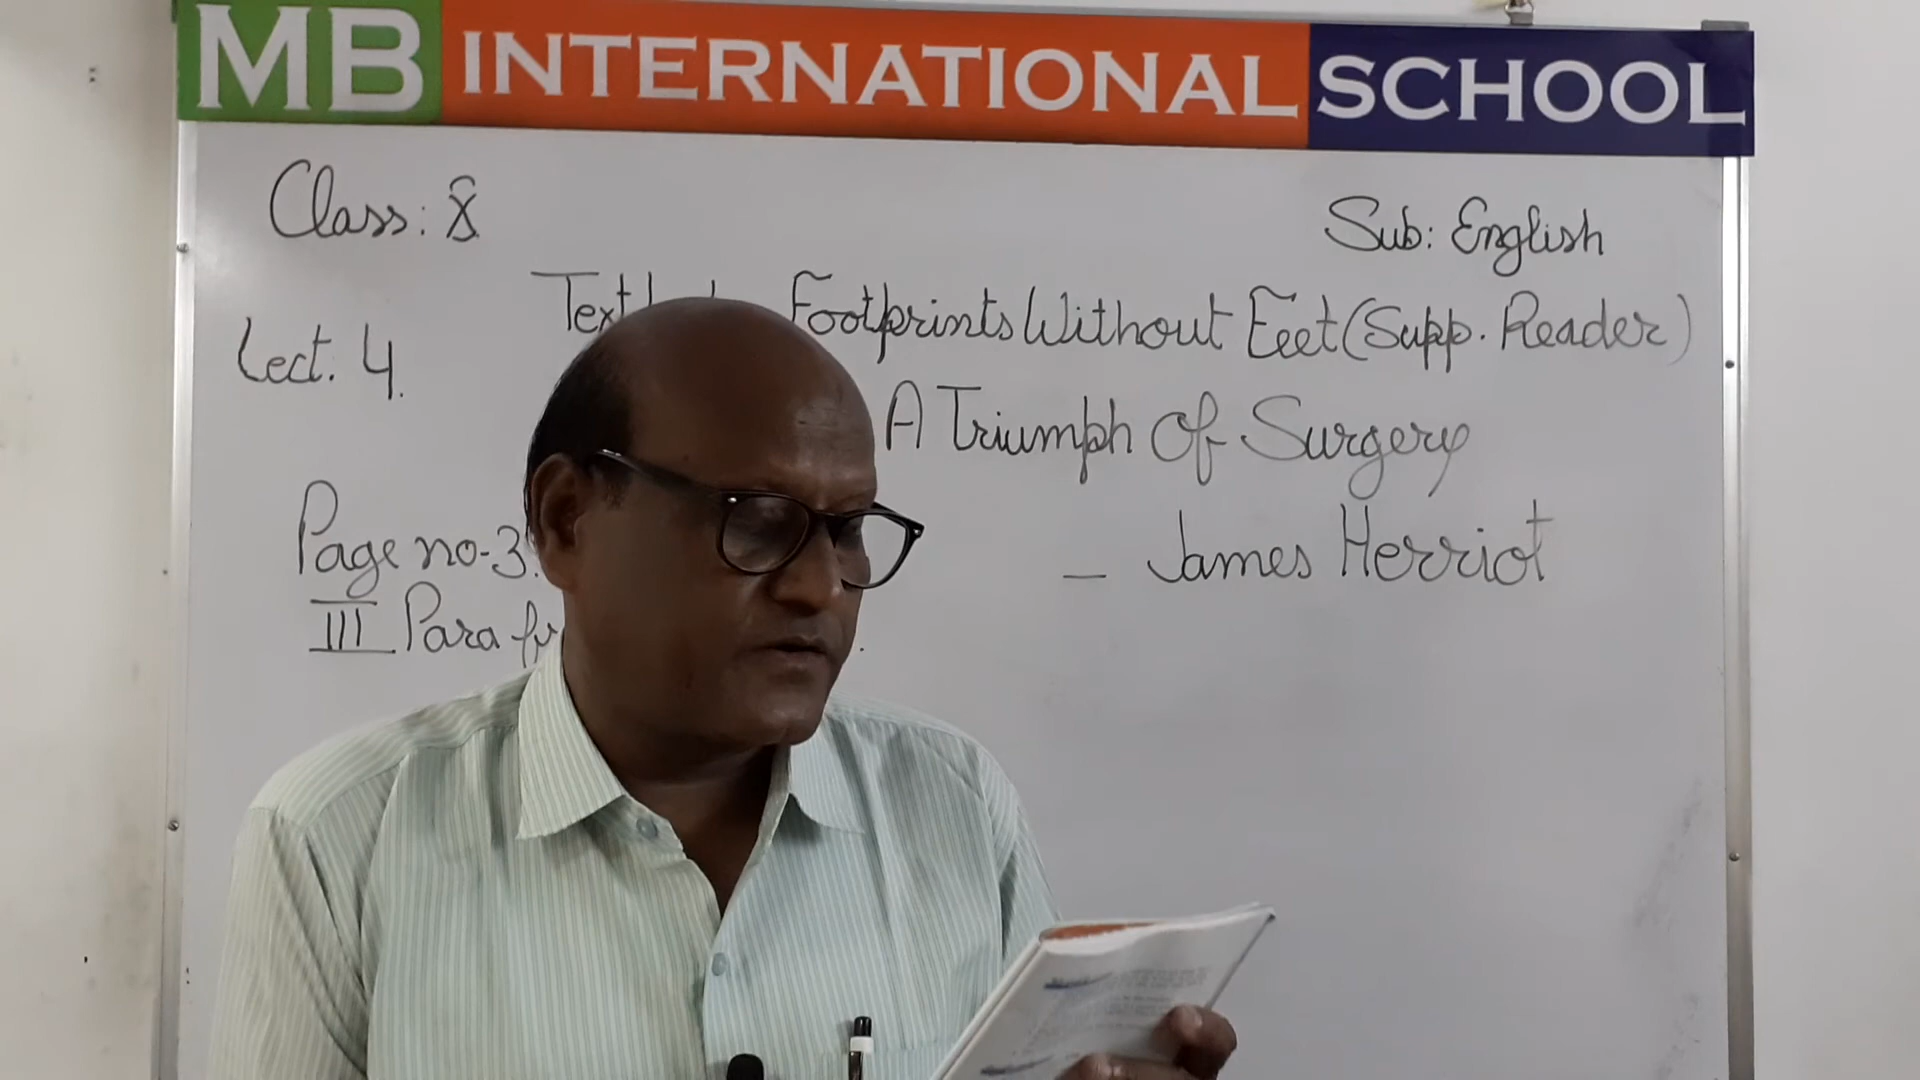 MB INTERNATIONAL SCHOOL
Class: X
Sub: English
Lect. 4.
Footprints Without Feet (Supp. Reader)
A Triumph Of Surgery
Page no-3
James Herriot
III Para